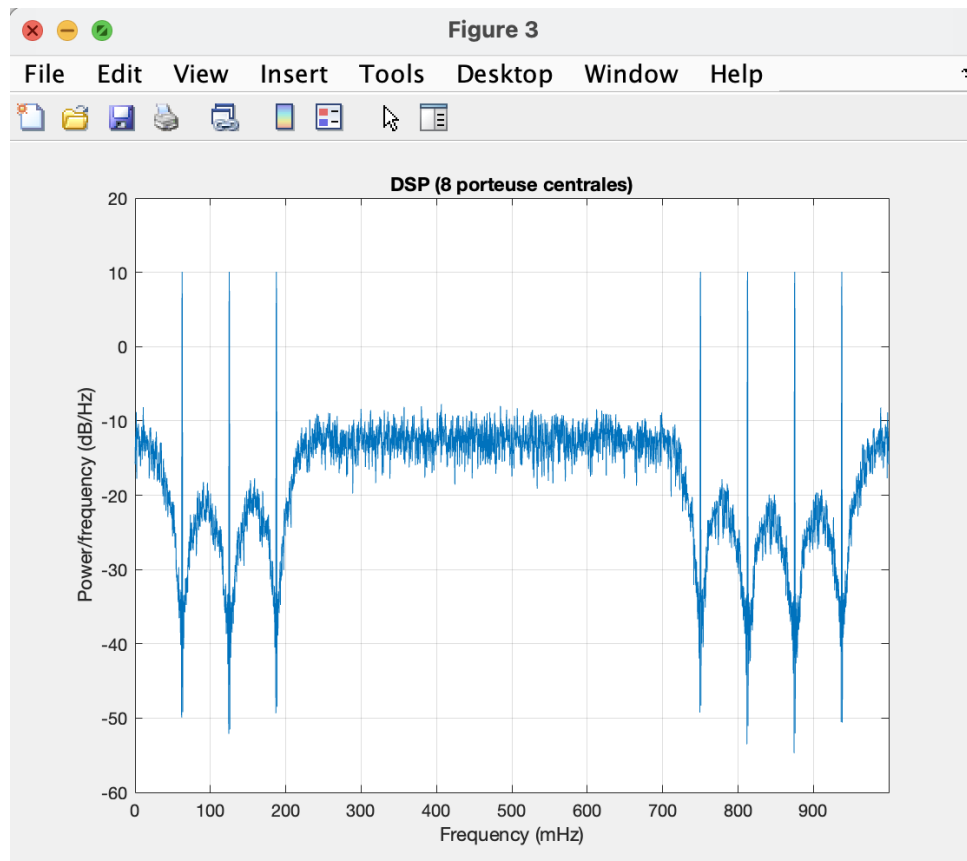 Figure 3
File Edit View Insert Tools Desktop Window Help
DSP (8 porteuse centrales)
Power/frequency (dB/Hz)
20
10
0
-10
-20
-30
-40
-50
-60
0 100 200 300 400 500 600 700 800 900
Frequency (mHz)